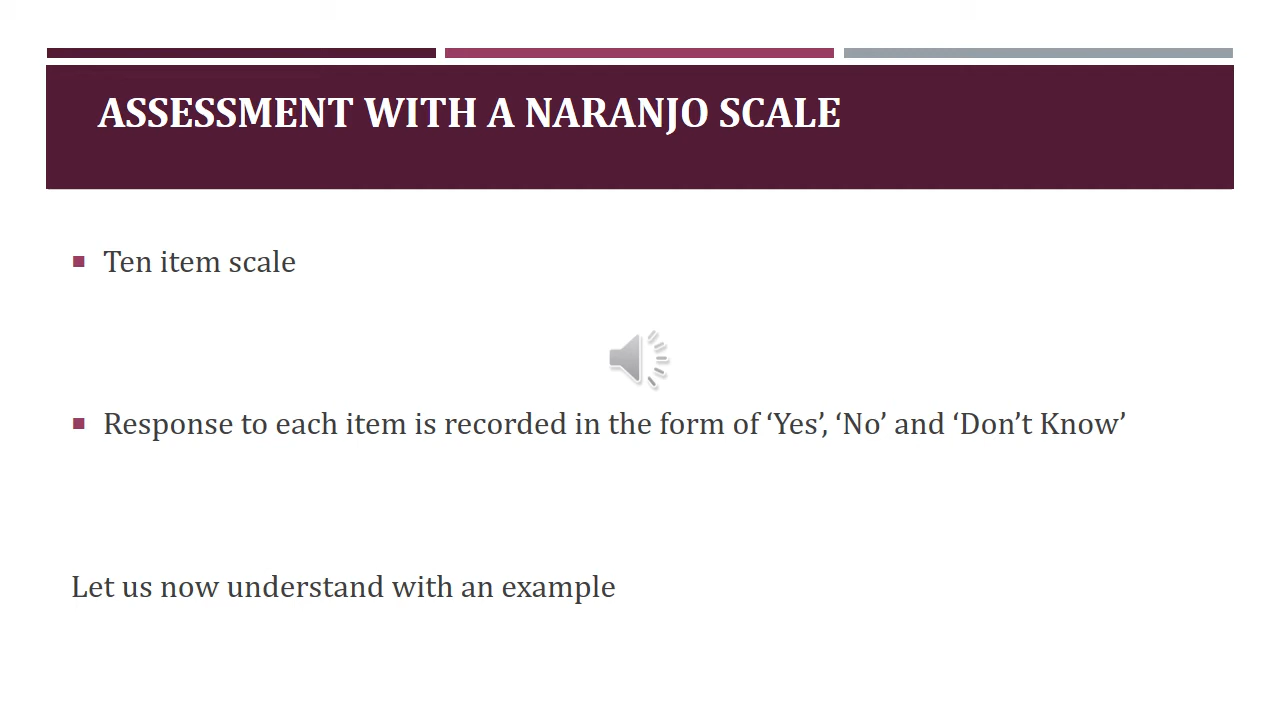 ASSESSMENT WITH A NARANJO SCALE
Ten item scale
Response to each item is recorded in the form of ‘Yes’, ‘No’ and ‘Don’t Know’
Let us now understand with an example